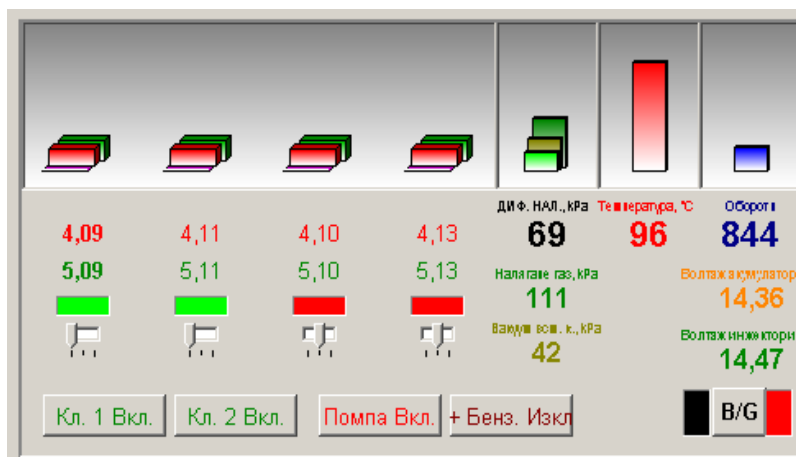 ДИФ. НАЛ., kPa Температура, °C Обороти
69 96 844
4,09 4,11 4,10 4,13
5,09 5,11 5,10 5,13
Налягане газ, kPa Волтаж акумулатор
111 14,36
Вакуум всм. к., kPa Волтаж инжектори
42 14,47
Кл. 1 Вкл. Кл. 2 Вкл. Помпа Вкл. + Бенз. Изкл B/G